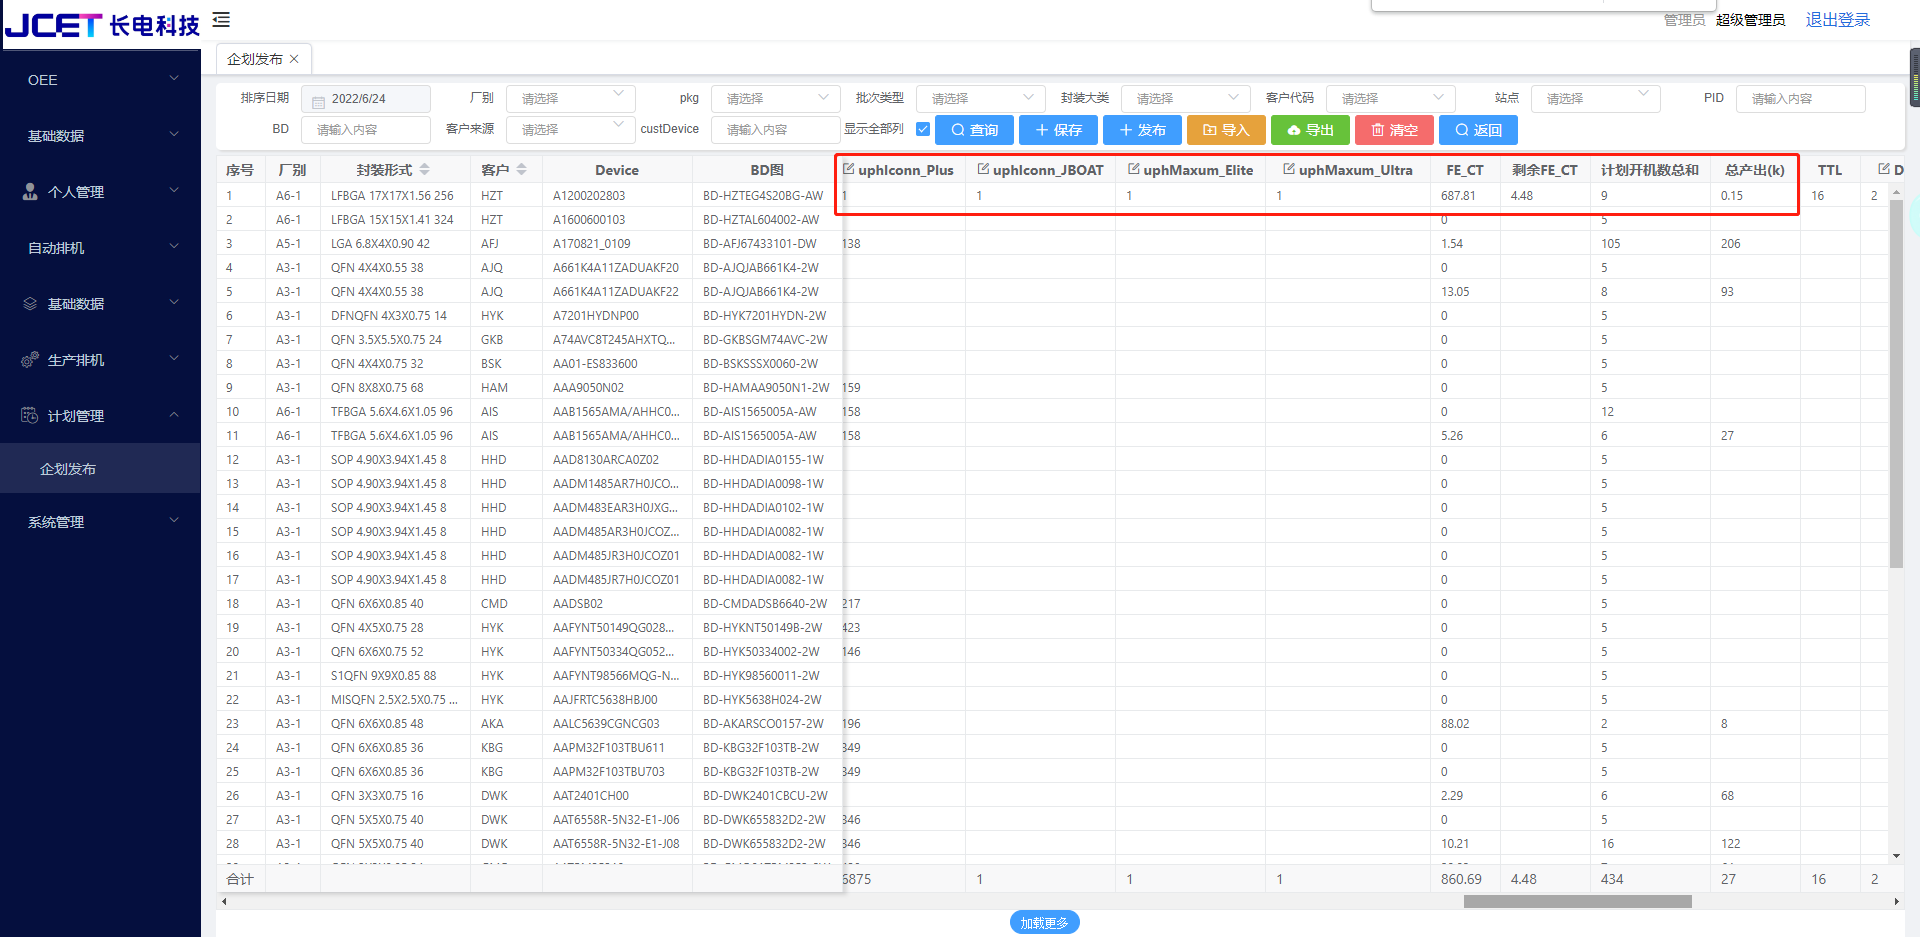 JCET 长电科技
管理员 超级管理员 退出登录
OEE
基础数据
个人管理
自动排机
基础数据
生产排机
计划管理
企划发布
系统管理
企划发布 ×
排序日期 2022/6/24 厂别 请选择 pkg 请选择 批次类型 请选择 封装大类 请选择 客户代码 请选择 站点 请选择 PID 请输入内容
BD 请输入内容 客户来源 请选择 custDevice 请输入内容 显示全部列 查询 保存 发布 导入 导出 清空 返回
序号 厂别 封装形式 客户 Device BD图 uphIconn_Plus uphIconn_JBOAT uphMaxum_Elite uphMaxum_Ultra FE_CT 剩余FE_CT 计划开机数总和 总产出(k) TTL D
1 A6-1 LFBGA 17X17X1.56 256 HZT A1200202803 BD-HZTEG4S20BG-AW 1 1 1 1 687.81 4.48 9 0.15 16 2
2 A6-1 LFBGA 15X15X1.41 324 HZT A1600600103 BD-HZTAL604002-AW 0 5
3 A5-1 LGA 6.8X4X0.90 42 AFJ A170821_0109 BD-AFJ67433101-DW 138 1.54 105 206
4 A3-1 QFN 4X4X0.55 38 AJQ A661K4A11ZADUAKF20 BD-AJQJAB661K4-2W 0 5
5 A3-1 QFN 4X4X0.55 38 AJQ A661K4A11ZADUAKF22 BD-AJQJAB661K4-2W 13.05 8 93
6 A3-1 DFNQFN 4X3X0.75 14 HYK A7201HYDNP00 BD-HYK7201HYDN-2W 0 5
7 A3-1 QFN 3.5X5.5X0.75 24 GKB A74AVC8T245AHXTQ... BD-GKBSGM74AVC-2W 0 5
8 A3-1 QFN 4X4X0.75 32 BSK AA01-ES833600 BD-BSKSSSX0060-2W 0 5
9 A3-1 QFN 8X8X0.75 68 HAM AAA9050N02 BD-HAMAA9050N1-2W 159 0 5
10 A6-1 TFBGA 5.6X4.6X1.05 96 AIS AAB1565AMA/AHHC0... BD-AIS1565005A-AW 158 0 12
11 A6-1 TFBGA 5.6X4.6X1.05 96 AIS AAB1565AMA/AHHC0... BD-AIS1565005A-AW 158 5.26 6 27
12 A3-1 SOP 4.90X3.94X1.45 8 HHD AAD8130ARCA0Z02 BD-HHDADIA0155-1W 0 5
13 A3-1 SOP 4.90X3.94X1.45 8 HHD AADM1485AR7H0JCO... BD-HHDADIA0098-1W 0 5
14 A3-1 SOP 4.90X3.94X1.45 8 HHD AADM483EAR3H0JXG... BD-HHDADIA0102-1W 0 5
15 A3-1 SOP 4.90X3.94X1.45 8 HHD AADM485AR3H0JCOZ... BD-HHDADIA0082-1W 0 5
16 A3-1 SOP 4.90X3.94X1.45 8 HHD AADM485JR3H0JCOZ01 BD-HHDADIA0082-1W 0 5
17 A3-1 SOP 4.90X3.94X1.45 8 HHD AADM485JR7H0JCOZ01 BD-HHDADIA0082-1W 0 5
18 A3-1 QFN 6X6X0.85 40 CMD AADSB02 BD-CMDADSB6640-2W 217 0 5
19 A3-1 QFN 4X5X0.75 28 HYK AAFYNT50149QG028... BD-HYKNT50149B-2W 423 0 5
20 A3-1 QFN 6X6X0.75 52 HYK AAFYNT50334QG052... BD-HYK50334002-2W 146 0 5
21 A3-1 S1QFN 9X9X0.85 88 HYK AAFYNT98566MQG-N... BD-HYK98560011-2W 0 5
22 A3-1 MISQFN 2.5X2.5X0.75 ... HYK AAJFRTC5638HBJ00 BD-HYK5638H024-2W 0 5
23 A3-1 QFN 6X6X0.85 48 AKA AALC5639CGNCG03 BD-AKARSCO0157-2W 196 88.02 2 8
24 A3-1 QFN 6X6X0.85 36 KBG AAPM32F103TBU611 BD-KBG32F103TB-2W 349 0 5
25 A3-1 QFN 6X6X0.85 36 KBG AAPM32F103TBU703 BD-KBG32F103TB-2W 349 0 5
26 A3-1 QFN 3X3X0.75 16 DWK AAT2401CH00 BD-DWK2401CBCU-2W 2.29 6 68
27 A3-1 QFN 5X5X0.75 40 DWK AAT6558R-5N32-E1-J06 BD-DWK655832D2-2W 346 0 5
28 A3-1 QFN 5X5X0.75 40 DWK AAT6558R-5N32-E1-J08 BD-DWK655832D2-2W 346 10.21 16 122
合计 6875 1 1 1 860.69 4.48 434 27 16 2
加载更多